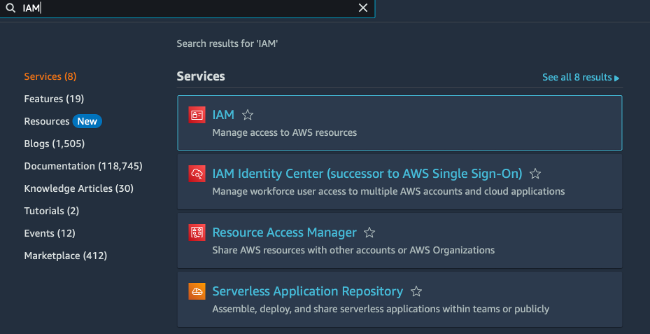 IAM
Search results for 'IAM'
Services (8)
Features (19)
Resources New
Blogs (1,505)
Documentation (118,745)
Knowledge Articles (30)
Tutorials (2)
Events (12)
Marketplace (412)
Services
See all 8 results
IAM
Manage access to AWS resources
IAM Identity Center (successor to AWS Single Sign-On)
Manage workforce user access to multiple AWS accounts and cloud applications
Resource Access Manager
Share AWS resources with other accounts or AWS Organizations
Serverless Application Repository
Assemble, deploy, and share serverless applications within teams or publicly